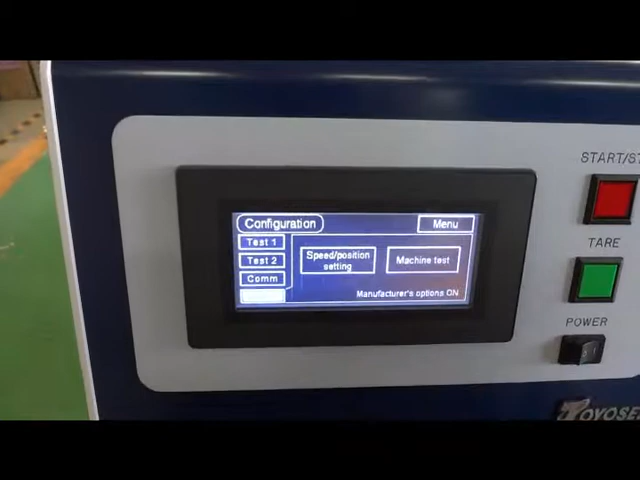 START/ST
Configuration
Menu
Test 1
Speed/position
setting
Machine test
Test 2
Comm
Manufacturer's options ON
TARE
POWER
TOYOSE